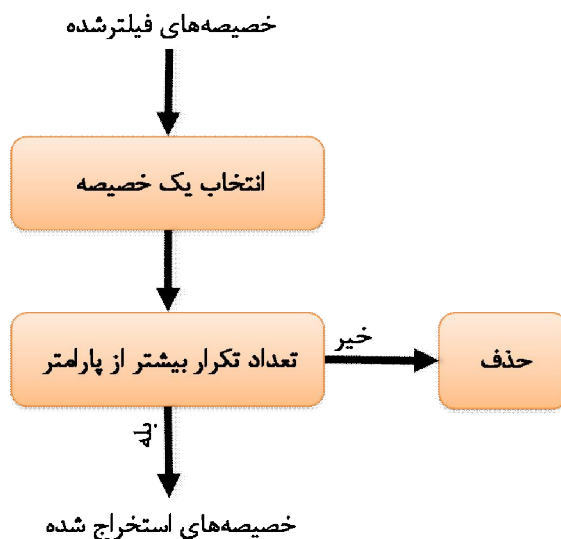 خصیصه‌های فیلترشده
انتخاب یک خصیصه
تعداد تکرار بیشتر از پارامتر
خیر
حذف
بله
خصیصه‌های استخراج شده